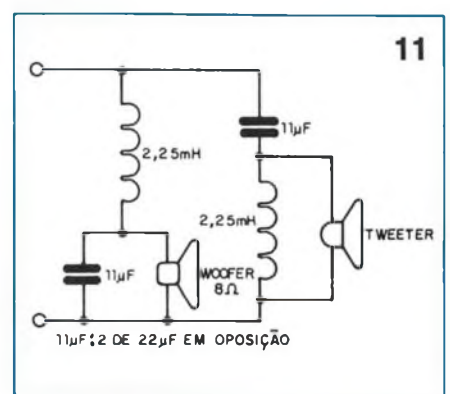 11
11µF
2,25mH
2,25mH
TWEETER
11µF
WOOFER
8Ω
11µF: 2 DE 22µF EM OPOSIÇÃO